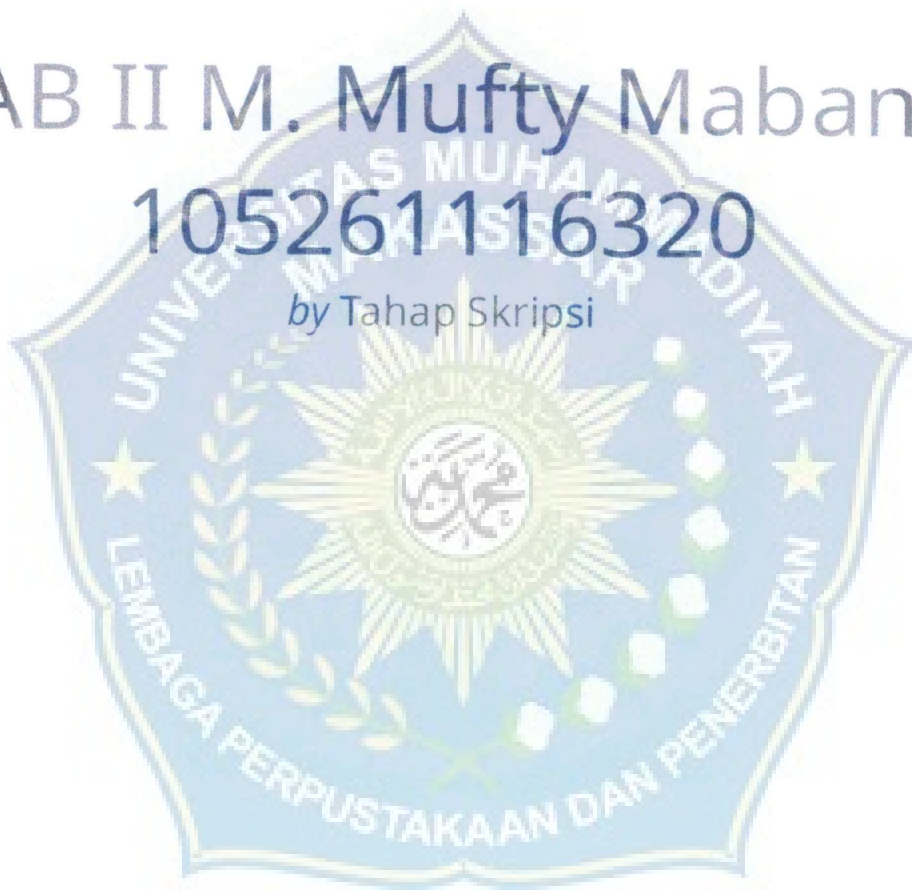 AB II M. Mufty Maban
105261116320
by Tahap Skripsi
UNIVERSITAS MUHAMMADIYAH
MAKASSAR
LEMBAGA PERPUSTAKAAN DAN PENERBITAN